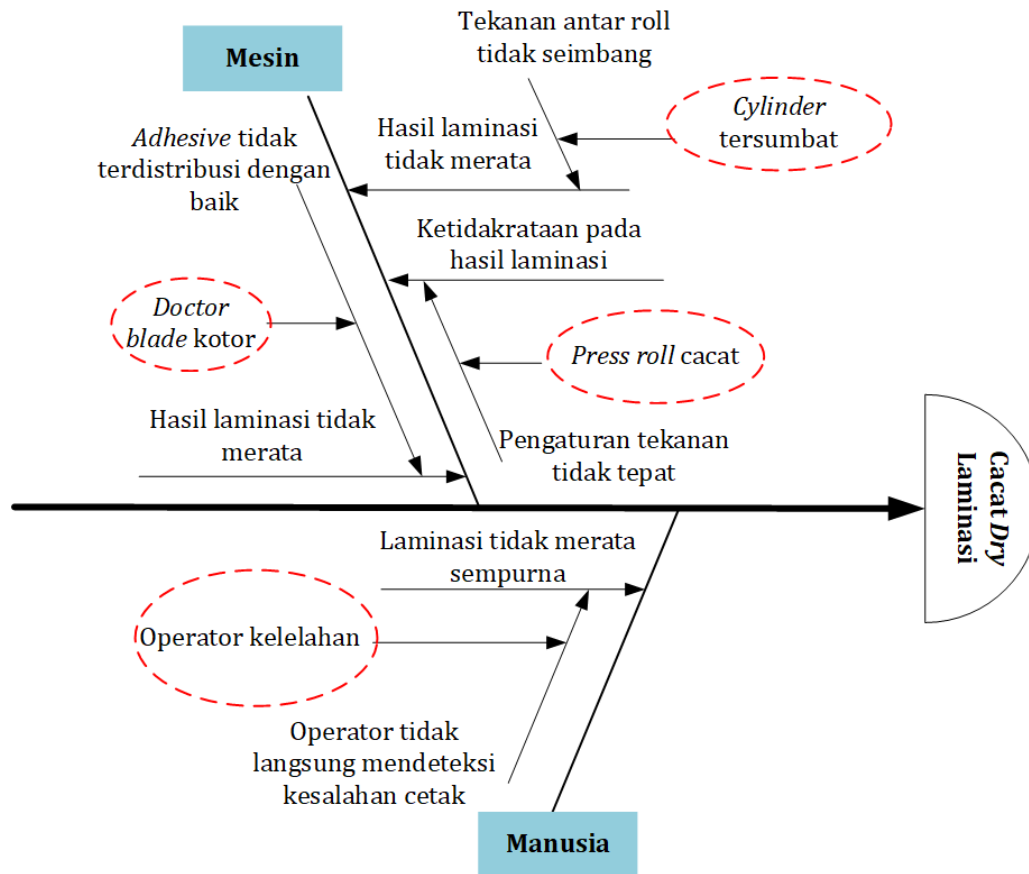 Mesin
Tekanan antar roll
tidak seimbang
Cylinder
tersumbat
Hasil laminasi
tidak merata
Adhesive tidak
terdistribusi dengan
baik
Ketidakrataan pada
hasil laminasi
Doctor
blade kotor
Press roll cacat
Hasil laminasi tidak
merata
Pengaturan tekanan
tidak tepat
Cacat Dry
Laminasi
Laminasi tidak merata
sempurna
Operator kelelahan
Operator tidak
langsung mendeteksi
kesalahan cetak
Manusia